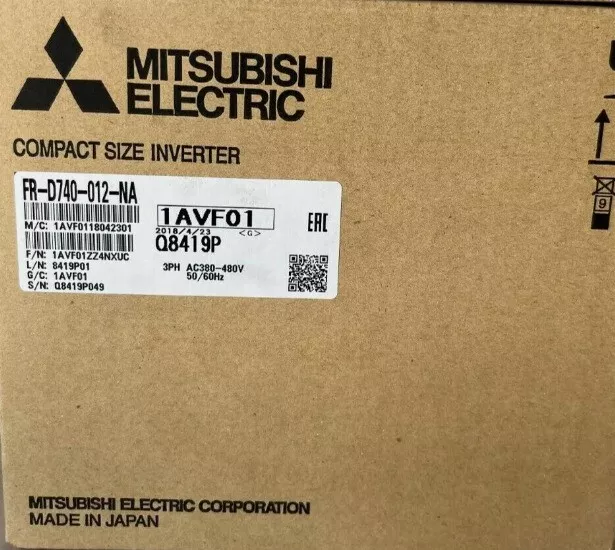 MITSUBISHI
ELECTRIC
COMPACT SIZE INVERTER
FR-D740-012-NA
1AVF01
M/C: 1AVF0118042301
2018/4/23 <G>
Q8419P
EAC
F/N: 1AVF01ZZ4NXUC
L/N: 8419P01
G/C: 1AVF01
S/N: Q8419P049
3PH AC380-480V
50/60Hz
9
MITSUBISHI ELECTRIC CORPORATION
MADE IN JAPAN